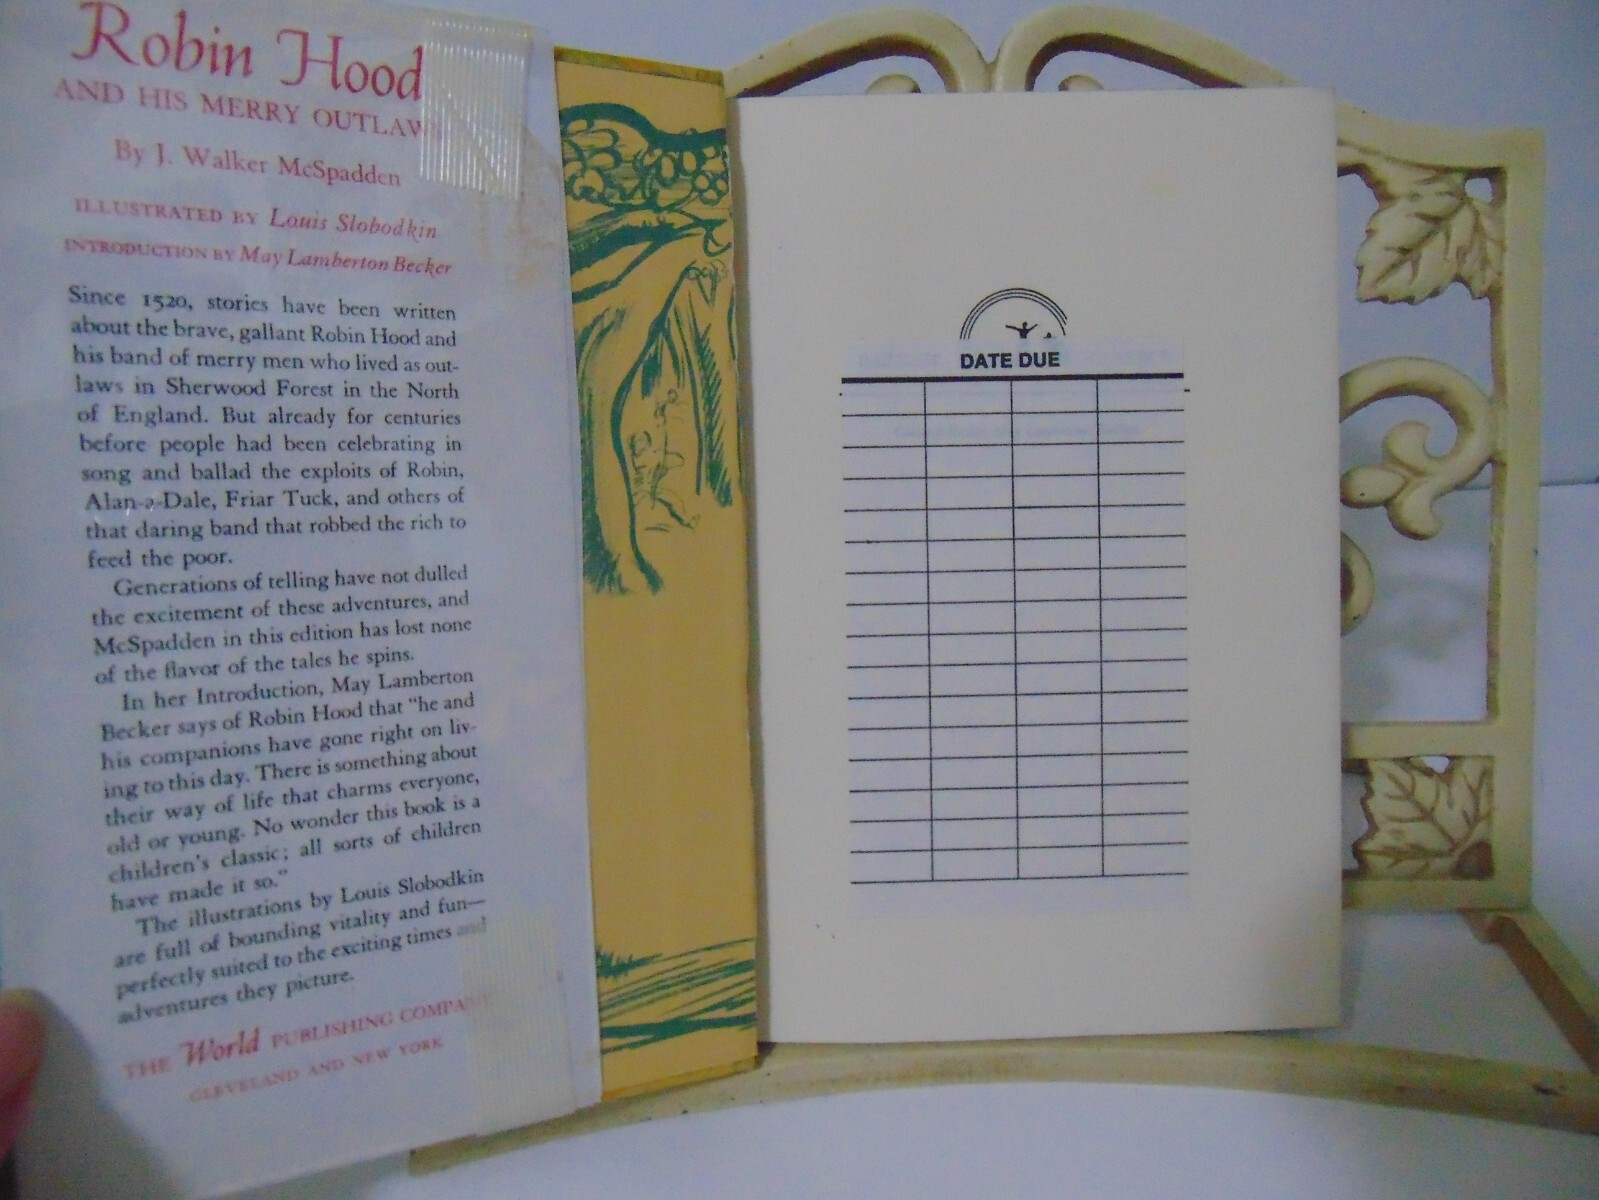 Robin Hood
AND HIS MERRY OUTLAW
By J. Walker McSpadden
ILLUSTRATED BY Louis Slobodkin
INTRODUCTION BY May Lamberton Becker
Since 1520, stories have been written
about the brave, gallant Robin Hood and
his band of merry men who lived as out-
laws in Sherwood Forest in the North
of England. But already for centuries
before people had been celebrating in
song and ballad the exploits of Robin,
Alan-a-Dale, Friar Tuck, and others of
that daring band that robbed the rich to
feed the poor.
Generations of telling have not dulled
the excitement of these adventures, and
McSpadden in this edition has lost none
of the flavor of the tales he spins.
In her Introduction, May Lamberton
Becker says of Robin Hood that "he and
his companions have gone right on liv-
ing to this day. There is something about
their way of life that charms everyone,
old or young. No wonder this book is a
children's classic; all sorts of children
have made it so."
The illustrations by Louis Slobodkin
are full of bounding vitality and fun—
perfectly suited to the exciting times and
adventures they picture.
THE World PUBLISHING COMPANY
CLEVELAND AND NEW YORK
DATE DUE